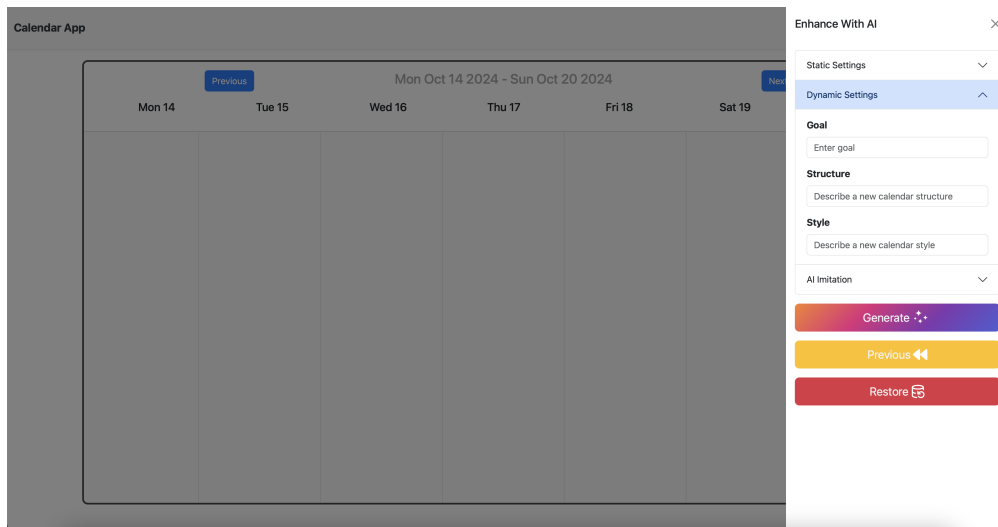 Calendar App
Previous
Mon Oct 14 2024 - Sun Oct 20 2024
Next
Mon 14
Tue 15
Wed 16
Thu 17
Fri 18
Sat 19
Enhance With AI
Static Settings
Dynamic Settings
Goal
Enter goal
Structure
Describe a new calendar structure
Style
Describe a new calendar style
AI Imitation
Generate
Previous
Restore